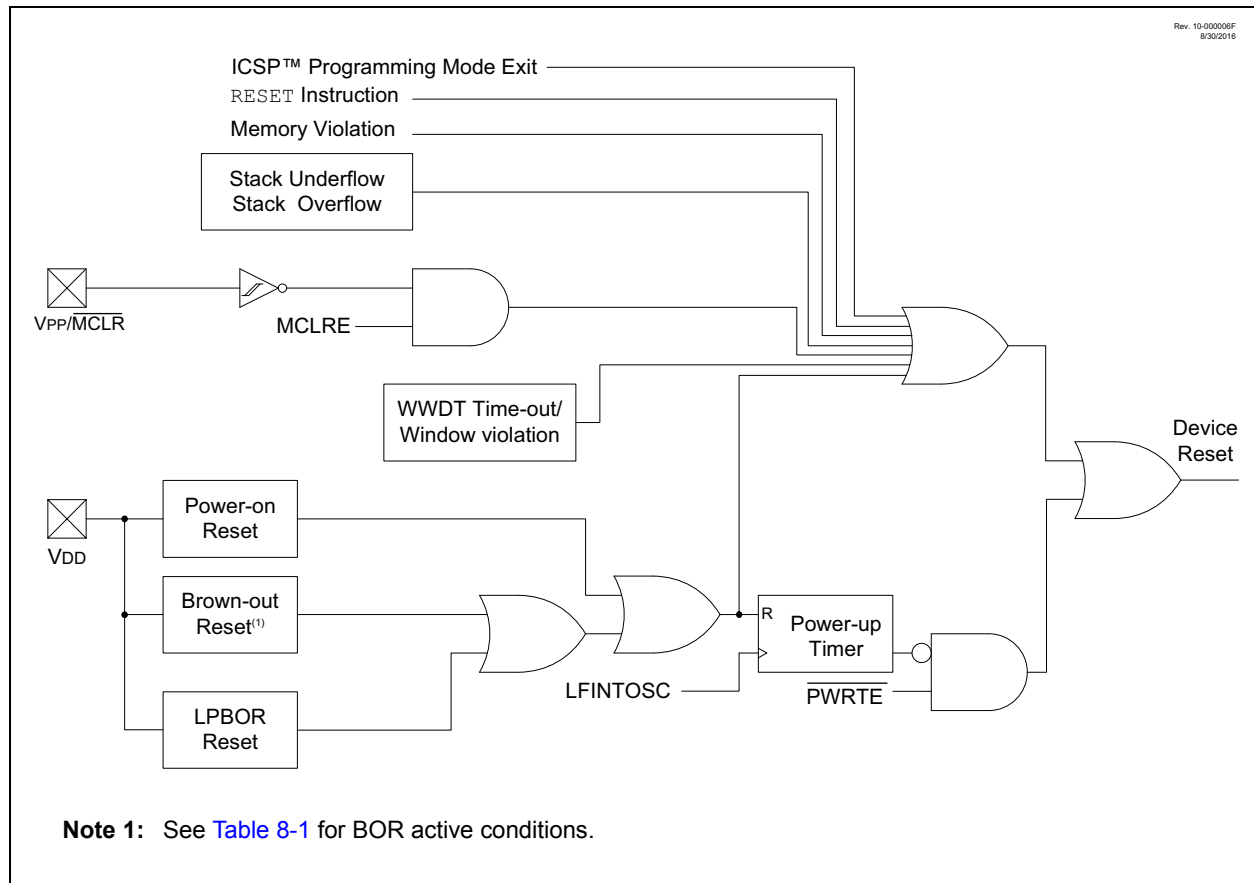 Rev. 10-000006F
8/30/2016
ICSP™ Programming Mode Exit
RESET Instruction
Memory Violation
Stack Underflow
Stack Overflow
VPP/MCLR
MCLRE
WWDT Time-out/
Window violation
Device
Reset
VDD
Power-on
Reset
Brown-out
Reset(1)
LPBOR
Reset
R
Power-up
Timer
LFINTOSC
PWRTE
Note 1: See Table 8-1 for BOR active conditions.